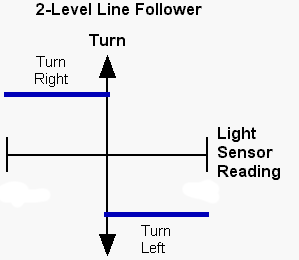 2-Level Line Follower
Turn
Turn
Right
Light
Sensor
Reading
Turn
Left